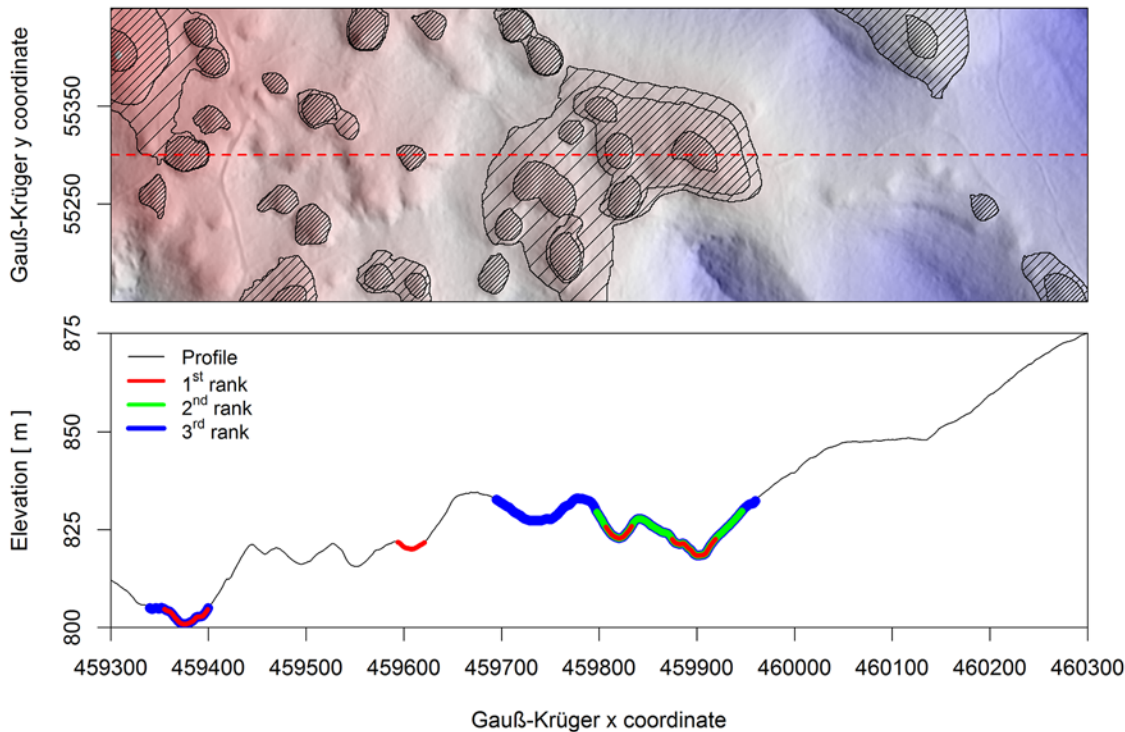 Gauß-Krüger y coordinate
55350
55250
Elevation [ m ]
875
850
825
800
Profile
1st rank
2nd rank
3rd rank
459300 459400 459500 459600 459700 459800 459900 460000 460100 460200 460300
Gauß-Krüger x coordinate